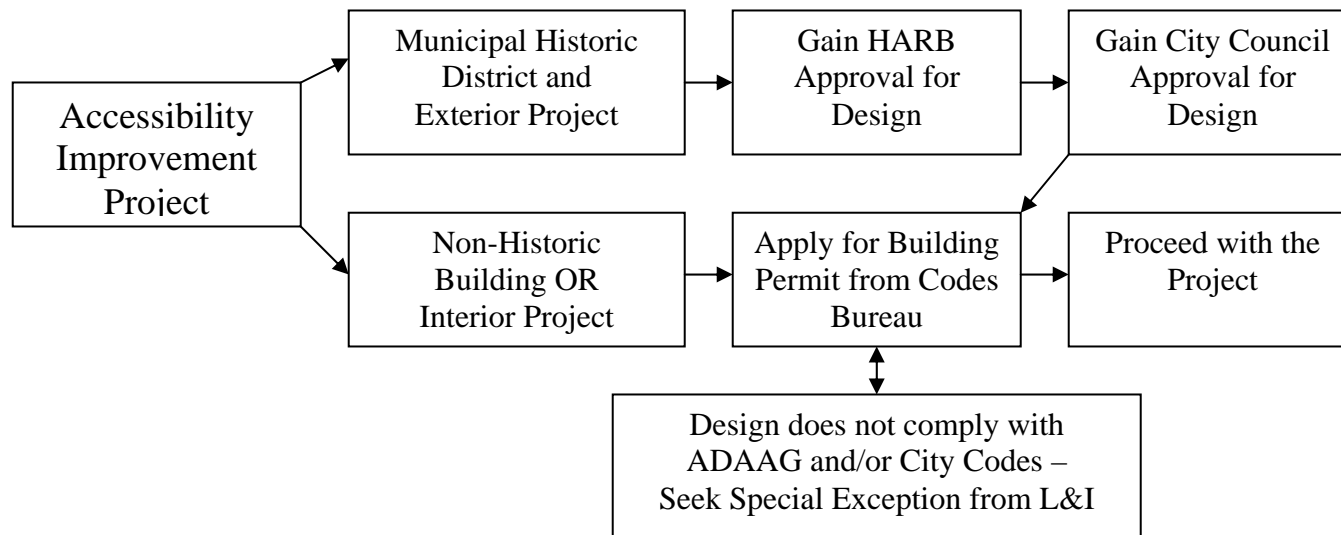 Accessibility
Improvement
Project
Municipal Historic
District and
Exterior Project
Gain HARB
Approval for
Design
Gain City Council
Approval for
Design
Non-Historic
Building OR
Interior Project
Apply for Building
Permit from Codes
Bureau
Proceed with the
Project
Design does not comply with
ADAAG and/or City Codes –
Seek Special Exception from L&I